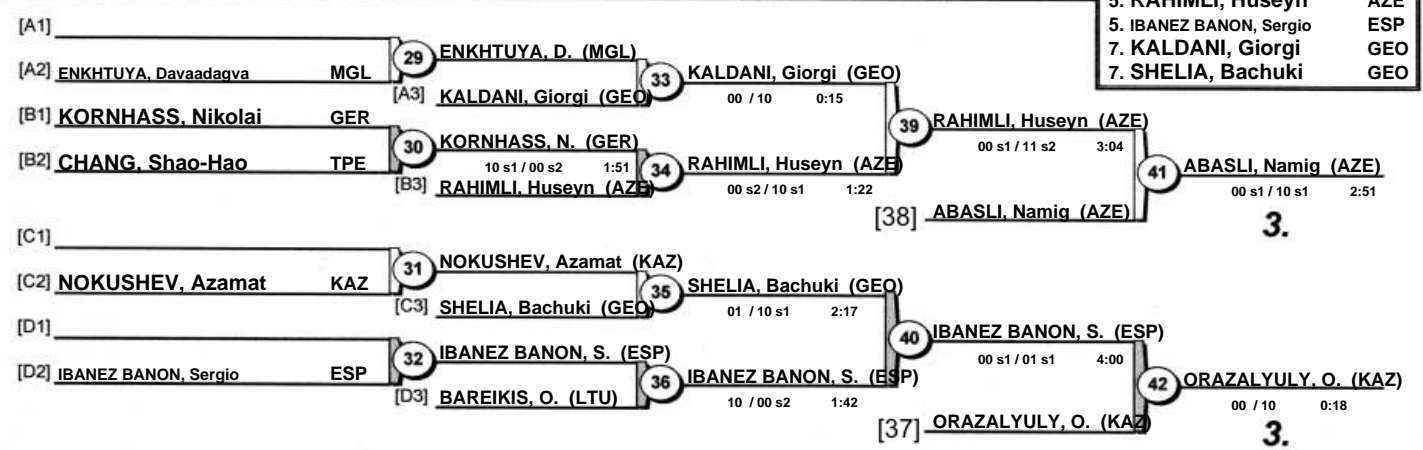 5. RAHIMLI, Huseyn AZE
5. IBANEZ BANON, Sergio ESP
7. KALDANI, Giorgi GEO
7. SHELIA, Bachuki GEO
[A1]
29 ENKHTUYA, D. (MGL)
[A2] ENKHTUYA, Davaadagva MGL
33 KALDANI, Giorgi (GEO)
00 / 10 0:15
[A3] KALDANI, Giorgi (GEO)
[B1] KORNHASS, Nikolai GER
39 RAHIMLI, Huseyn (AZE)
00 s1 / 11 s2 3:04
30 KORNHASS, N. (GER)
10 s1 / 00 s2 1:51
[B2] CHANG, Shao-Hao TPE
34 RAHIMLI, Huseyn (AZE)
00 s2 / 10 s1 1:22
41 ABASLI, Namig (AZE)
00 s1 / 10 s1 2:51
[B3] RAHIMLI, Huseyn (AZE)
[38] ABASLI, Namig (AZE)
3.
[C1]
31 NOKUSHEV, Azamat (KAZ)
[C2] NOKUSHEV, Azamat KAZ
35 SHELIA, Bachuki (GEO)
01 / 10 s1 2:17
[C3] SHELIA, Bachuki (GEO)
[D1]
40 IBANEZ BANON, S. (ESP)
00 s1 / 01 s1 4:00
32 IBANEZ BANON, S. (ESP)
[D2] IBANEZ BANON, Sergio ESP
36 IBANEZ BANON, S. (ESP)
10 / 00 s2 1:42
42 ORAZALYULY, O. (KAZ)
00 / 10 0:18
[D3] BAREIKIS, O. (LTU)
[37] ORAZALYULY, O. (KAZ)
3.